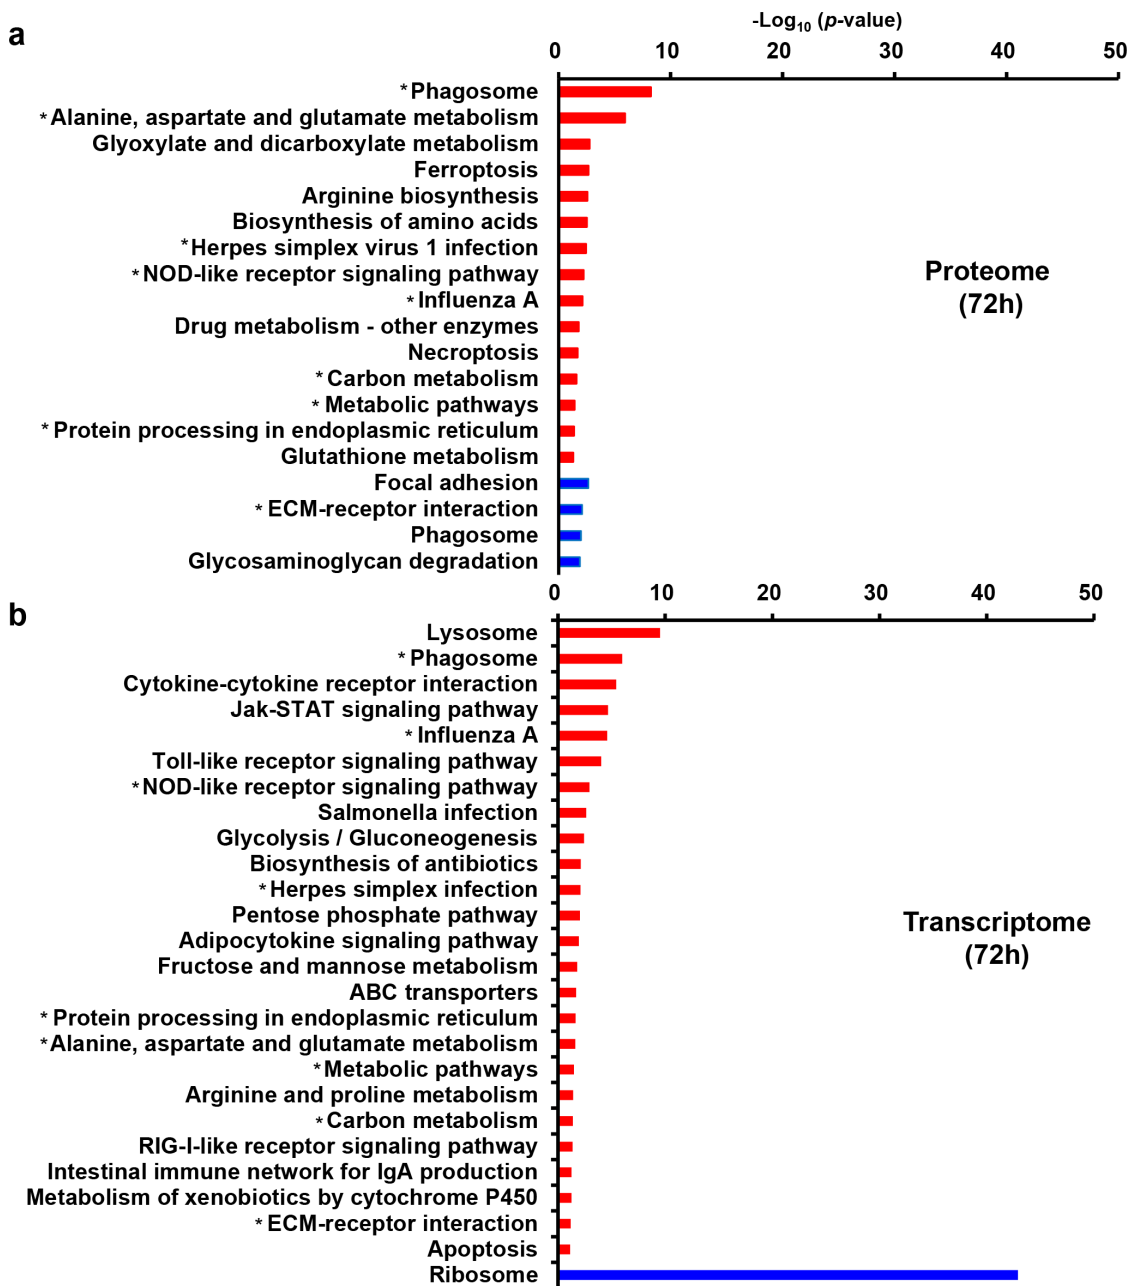 a
-Log10 (p-value)
0 10 20 30 40 50
*Phagosome
*Alanine, aspartate and glutamate metabolism
Glyoxylate and dicarboxylate metabolism
Ferroptosis
Arginine biosynthesis
Biosynthesis of amino acids
*Herpes simplex virus 1 infection
*NOD-like receptor signaling pathway
*Influenza A
Drug metabolism - other enzymes
Necroptosis
*Carbon metabolism
*Metabolic pathways
*Protein processing in endoplasmic reticulum
Glutathione metabolism
Focal adhesion
*ECM-receptor interaction
Phagosome
Glycosaminoglycan degradation
Proteome
(72h)
b
0 10 20 30 40 50
Lysosome
*Phagosome
Cytokine-cytokine receptor interaction
Jak-STAT signaling pathway
*Influenza A
Toll-like receptor signaling pathway
*NOD-like receptor signaling pathway
Salmonella infection
Glycolysis / Gluconeogenesis
Biosynthesis of antibiotics
*Herpes simplex infection
Pentose phosphate pathway
Adipocytokine signaling pathway
Fructose and mannose metabolism
ABC transporters
*Protein processing in endoplasmic reticulum
*Alanine, aspartate and glutamate metabolism
*Metabolic pathways
Arginine and proline metabolism
*Carbon metabolism
RIG-I-like receptor signaling pathway
Intestinal immune network for IgA production
Metabolism of xenobiotics by cytochrome P450
*ECM-receptor interaction
Apoptosis
Ribosome
Transcriptome
(72h)